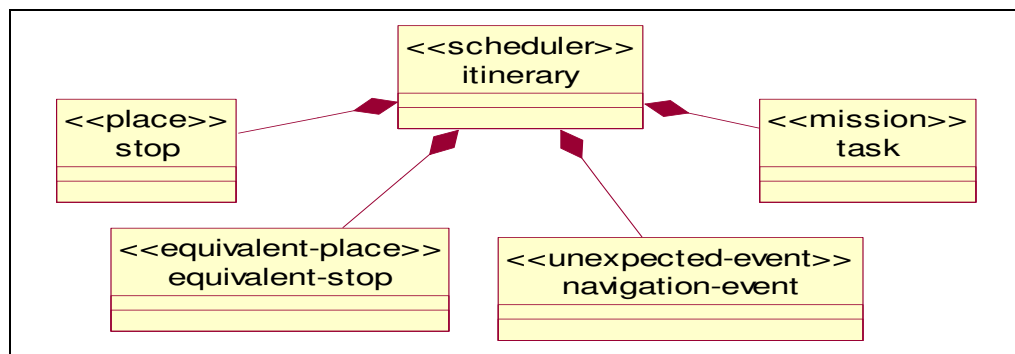 <<scheduler>>
itinerary
<<place>>
stop
<<mission>>
task
<<equivalent-place>>
equivalent-stop
<<unexpected-event>>
navigation-event